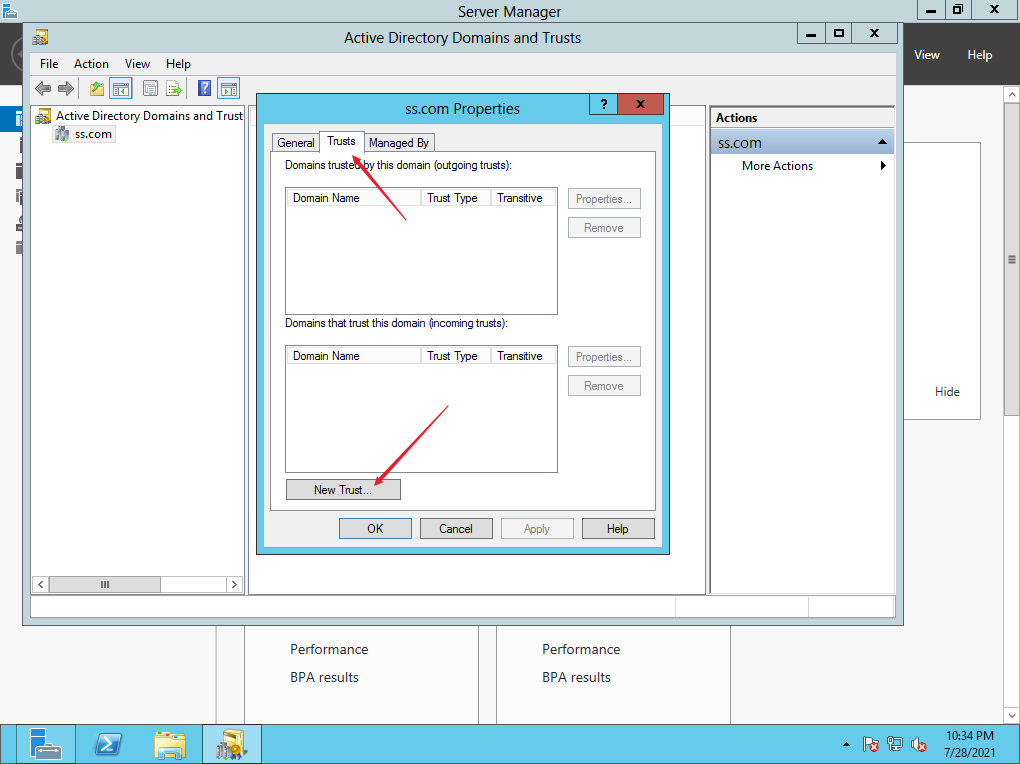 Server Manager
Active Directory Domains and Trusts
View Help
File Action View Help
Active Directory Domains and Trust
ss.com
ss.com Properties
?
General Trusts Managed By
Domains trusted by this domain (outgoing trusts):
Domain Name Trust Type Transitive
Properties...
Remove
Domains that trust this domain (incoming trusts):
Domain Name Trust Type Transitive
Properties...
Remove
New Trust...
OK Cancel Apply Help
Actions
ss.com
More Actions
Hide
Performance
BPA results
Performance
BPA results
10:34 PM
7/28/2021